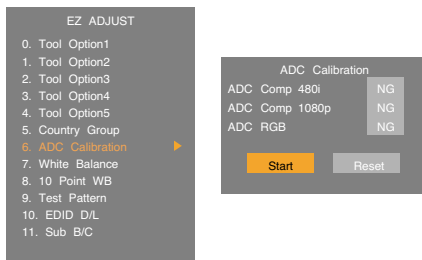 EZ ADJUST
0. Tool Option1
1. Tool Option2
2. Tool Option3
3. Tool Option4
4. Tool Option5
5. Country Group
6. ADC Calibration
7. White Balance
8. 10 Point WB
9. Test Pattern
10. EDID D/L
11. Sub B/C
ADC Calibration
ADC Comp 480i NG
ADC Comp 1080p NG
ADC RGB NG
Start Reset